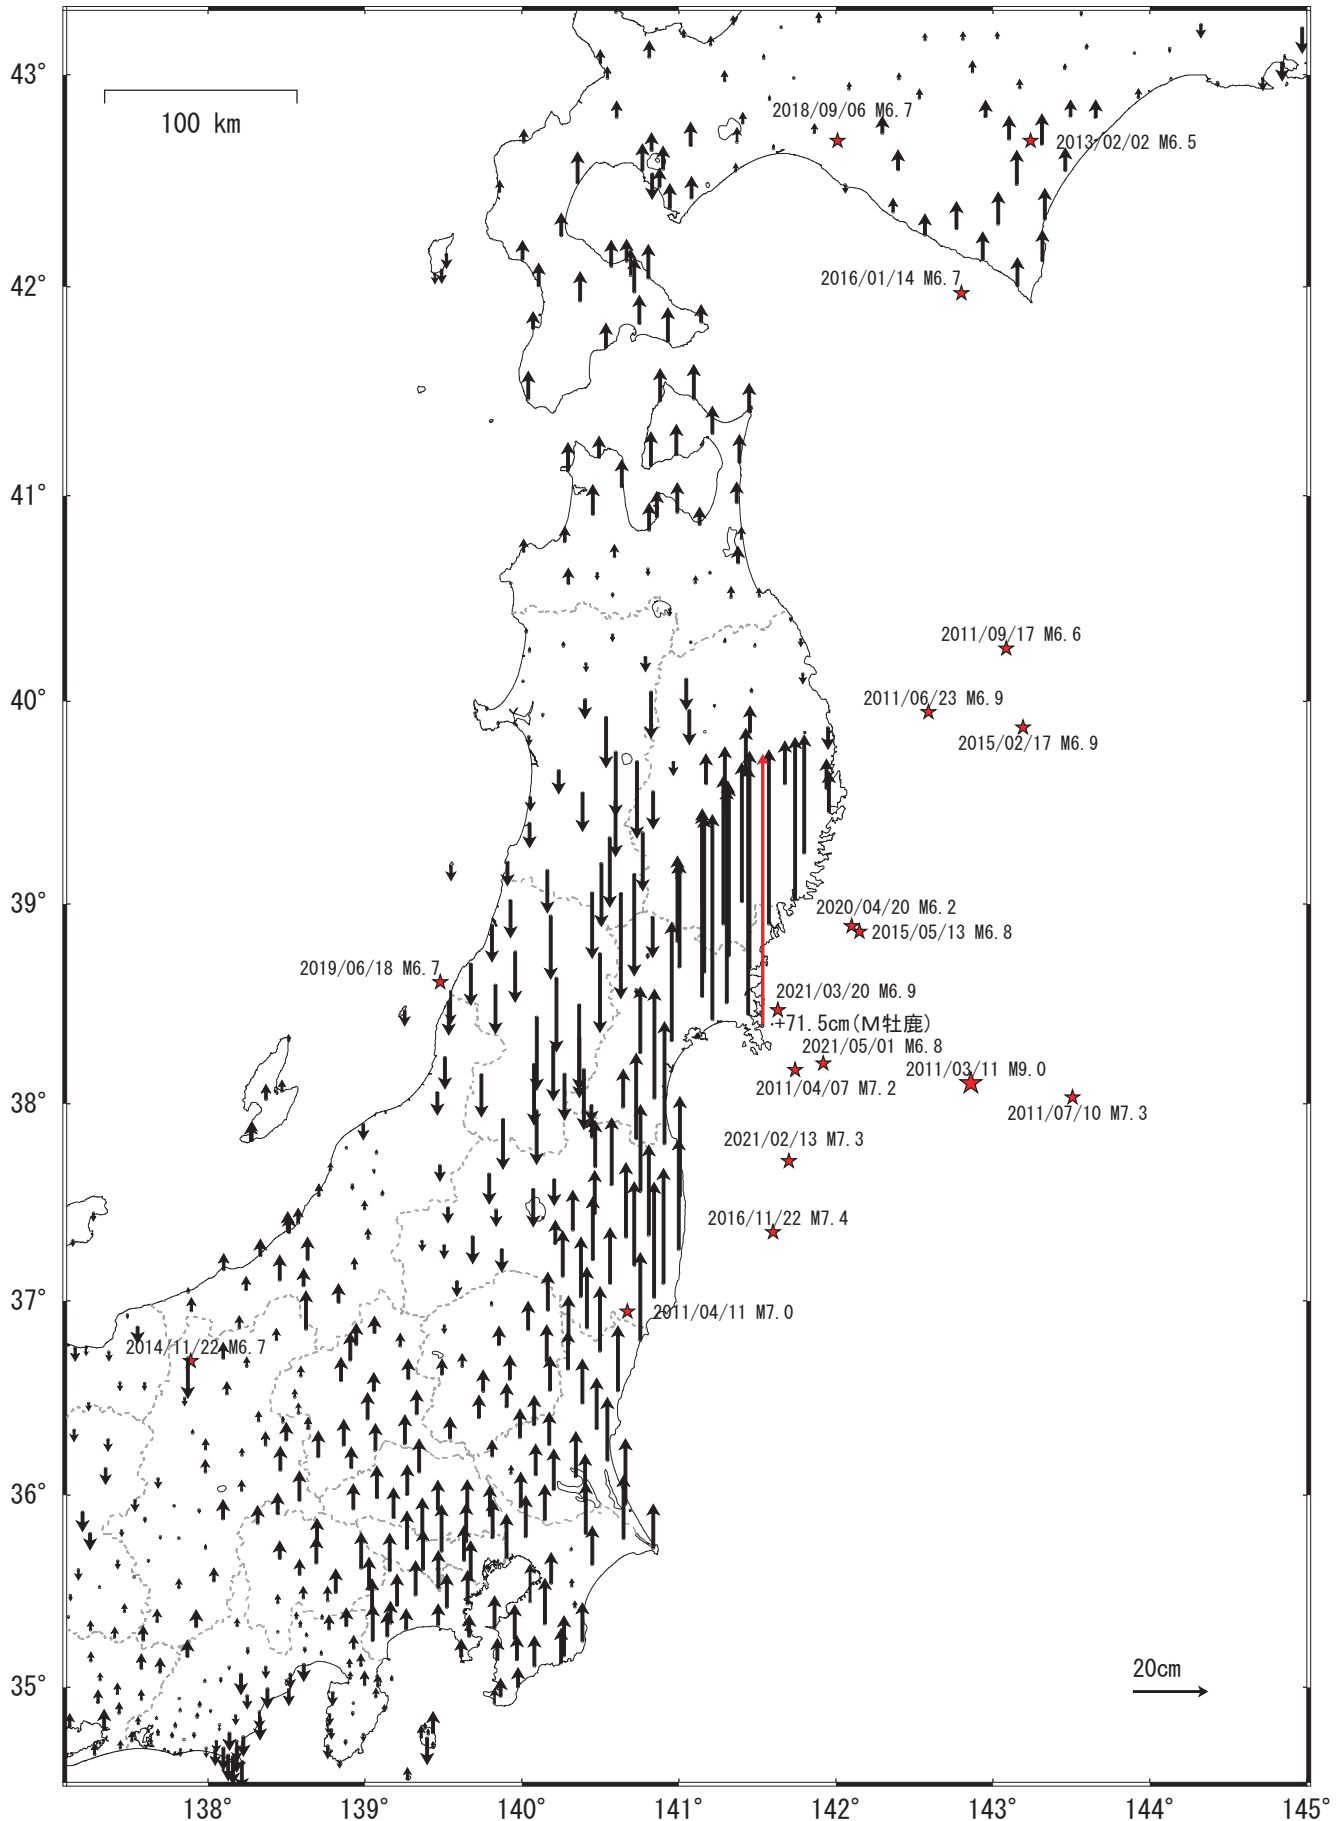 43°
100 km
2018/09/06 M6.7
2013/02/02 M6.5
42°
2016/01/14 M6.7
41°
2011/09/17 M6.6
40°
2011/06/23 M6.9
2015/02/17 M6.9
39°
2020/04/20 M6.2
2015/05/13 M6.8
2019/06/18 M6.7
2021/03/20 M6.9
+71.5cm(M牡鹿)
2021/05/01 M6.8
2011/03/11 M9.0
38°
2011/04/07 M7.2
2011/07/10 M7.3
2021/02/13 M7.3
2016/11/22 M7.4
37°
2011/04/11 M7.0
2014/11/22 M6.7
36°
35°
20cm
138° 139° 140° 141° 142° 143° 144° 145°